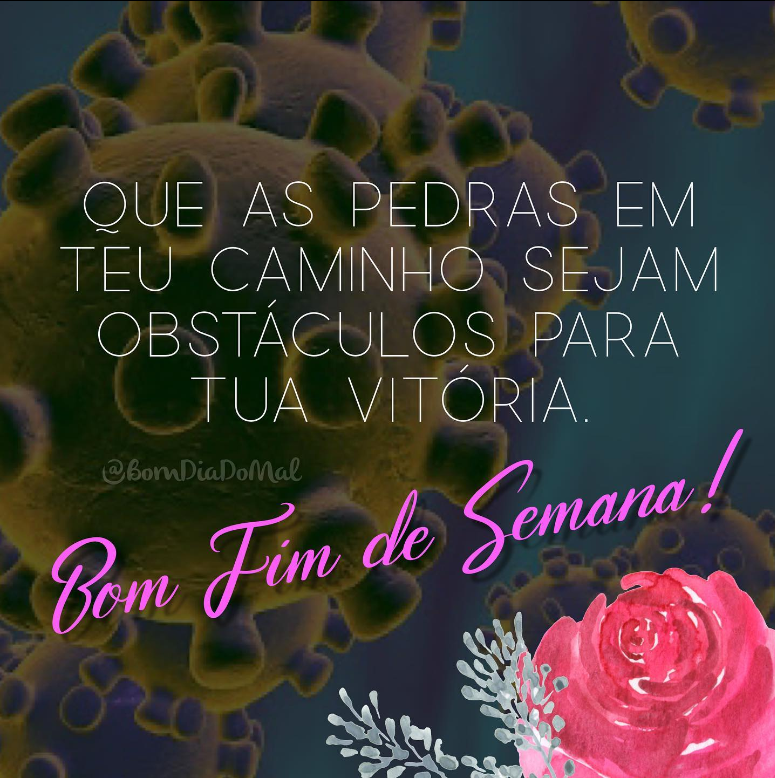 QUE AS PEDRAS EM
TEU CAMINHO SEJAM
OBSTÁCULOS PARA
TUA VITÓRIA.
@BomDiaDoMal
Bom Fim de Semana!